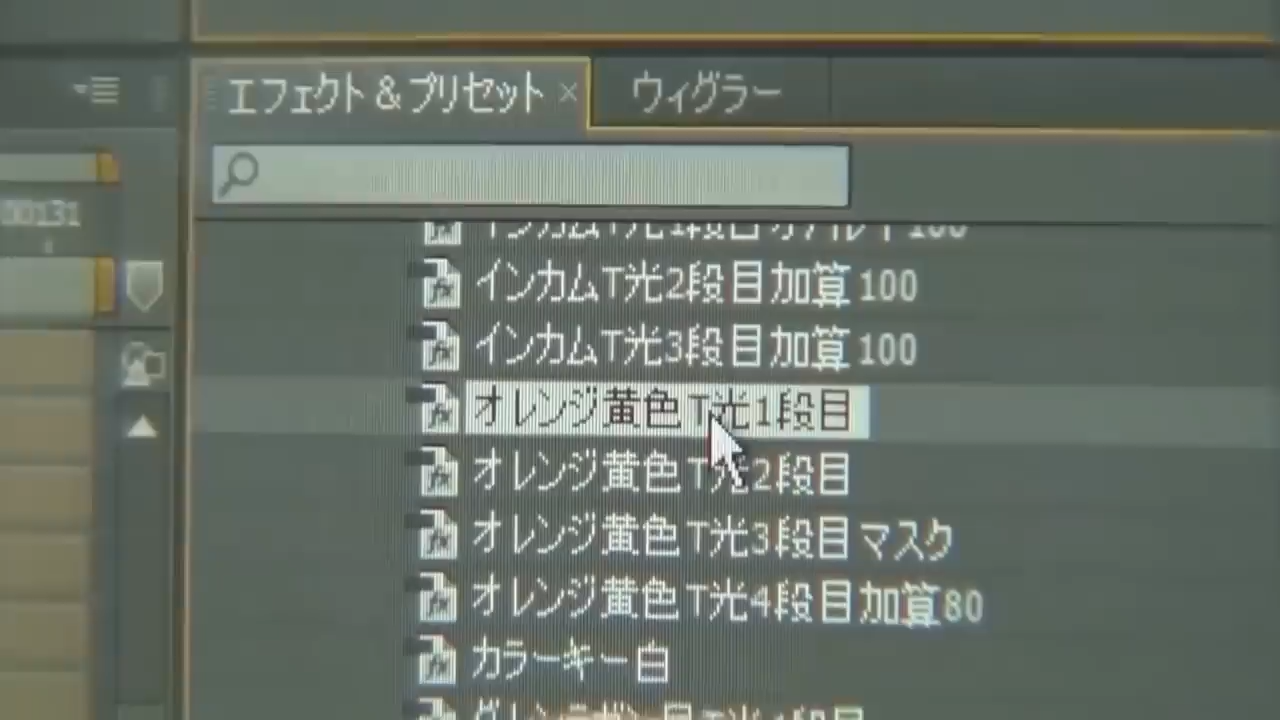 エフェクト＆プリセット × ウィグラー
00131
インカムT光2段目加算100
インカムT光3段目加算100
オレンジ黄色T光1段目
オレンジ黄色T光2段目
オレンジ黄色T光3段目マスク
オレンジ黄色T光4段目加算80
カラーキー白